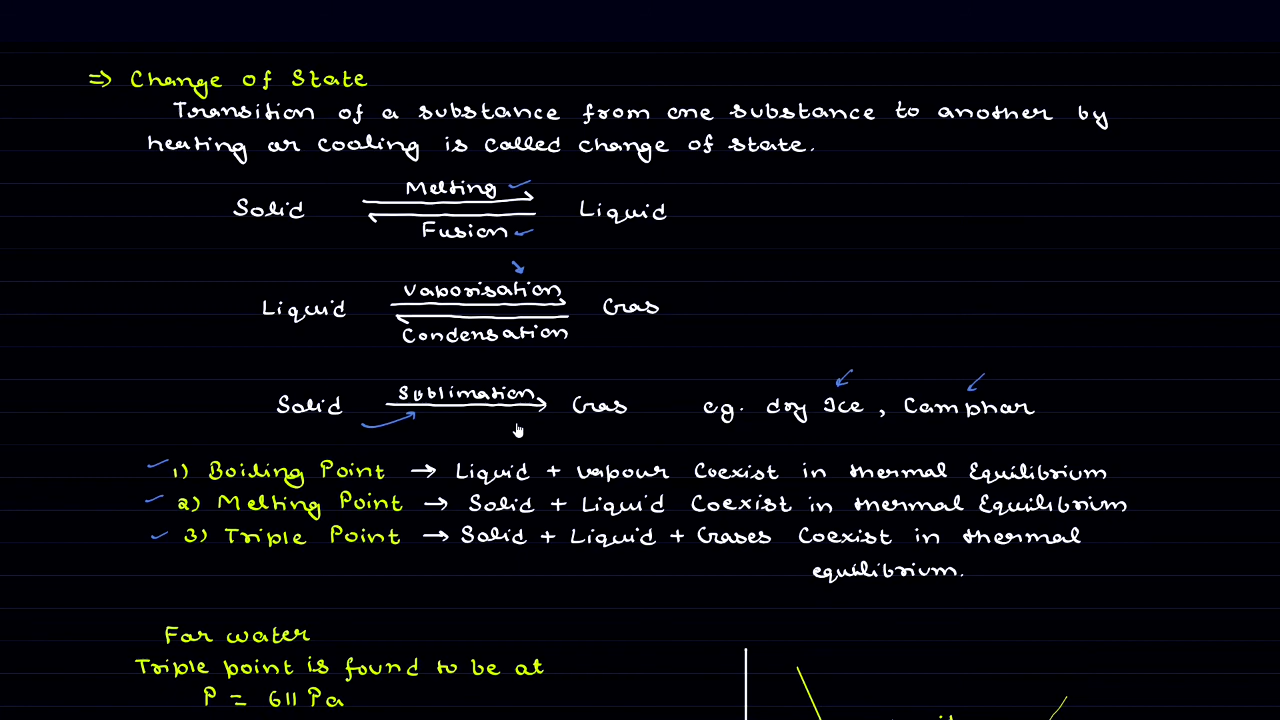 ⇒ Change of State
Transition of a substance from one substance to another by
heating or cooling is called change of state.
Melting
Solid ⇌ Liquid
Fusion
Vaporisation
Liquid ⇌ Gas
Condensation
Sublimation
Solid → Gas e.g. dry Ice, Camphor
1) Boiling Point → Liquid + vapour Coexist in thermal Equilibrium
2) Melting Point → Solid + Liquid Coexist in thermal Equilibrium
3) Triple Point → Solid + Liquid + Gases Coexist in thermal
equilibrium.
For water
Triple point is found to be at
P = 611 Pa